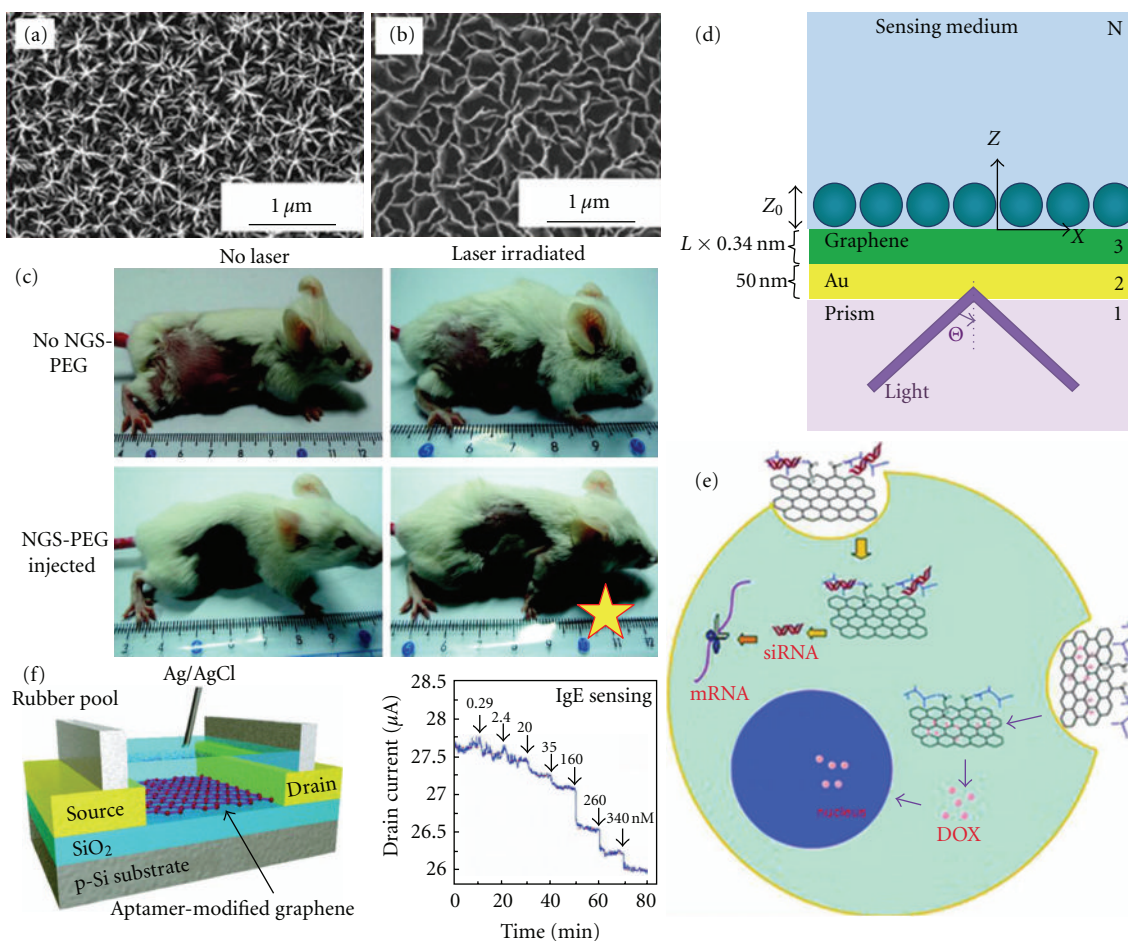 (a)
1 μm
(b)
1 μm
(c)
No laser
Laser irradiated
No NGS-
PEG
NGS-PEG
injected
(d)
Sensing medium
N
Z
Z₀
X
L × 0.34 nm
Graphene
3
50 nm
Au
2
Prism
1
Θ
Light
(e)
siRNA
mRNA
nucleus
DOX
(f)
Ag/AgCl
Rubber pool
Source
Drain
SiO₂
p-Si substrate
Aptamer-modified graphene
IgE sensing
Drain current (μA)
28.5
28
27.5
27
26.5
26
0.29
2.4
20
35
160
260
340 nM
0 20 40 60 80
Time (min)